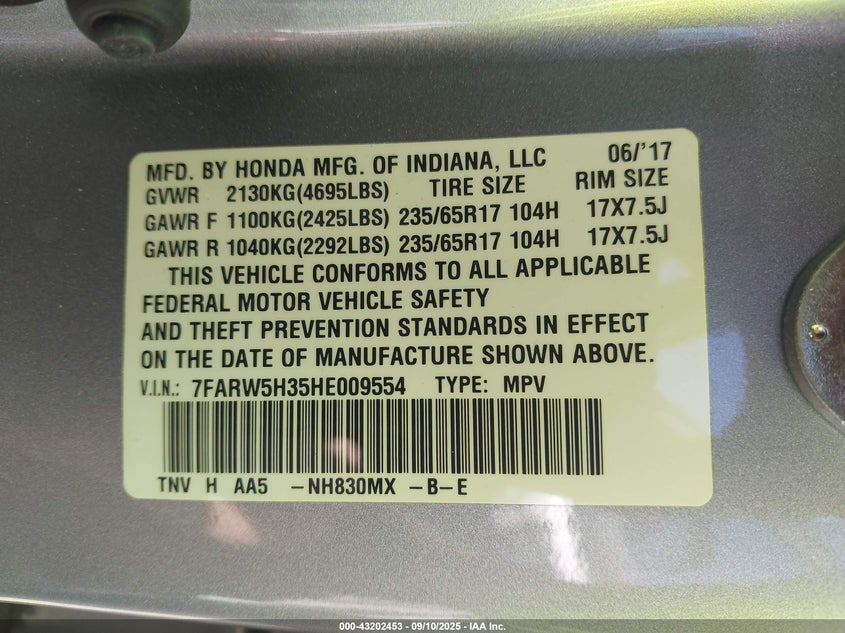 MFD. BY HONDA MFG. OF INDIANA, LLC 06/'17
GVWR 2130KG(4695LBS) TIRE SIZE RIM SIZE
GAWR F 1100KG(2425LBS) 235/65R17 104H 17X7.5J
GAWR R 1040KG(2292LBS) 235/65R17 104H 17X7.5J
THIS VEHICLE CONFORMS TO ALL APPLICABLE
FEDERAL MOTOR VEHICLE SAFETY
AND THEFT PREVENTION STANDARDS IN EFFECT
ON THE DATE OF MANUFACTURE SHOWN ABOVE.
V.I.N.: 7FARW5H35HE009554 TYPE: MPV
TNV H AA5 -NH830MX -B-E
000-43202453 - 09/10/2025 - IAA Inc.